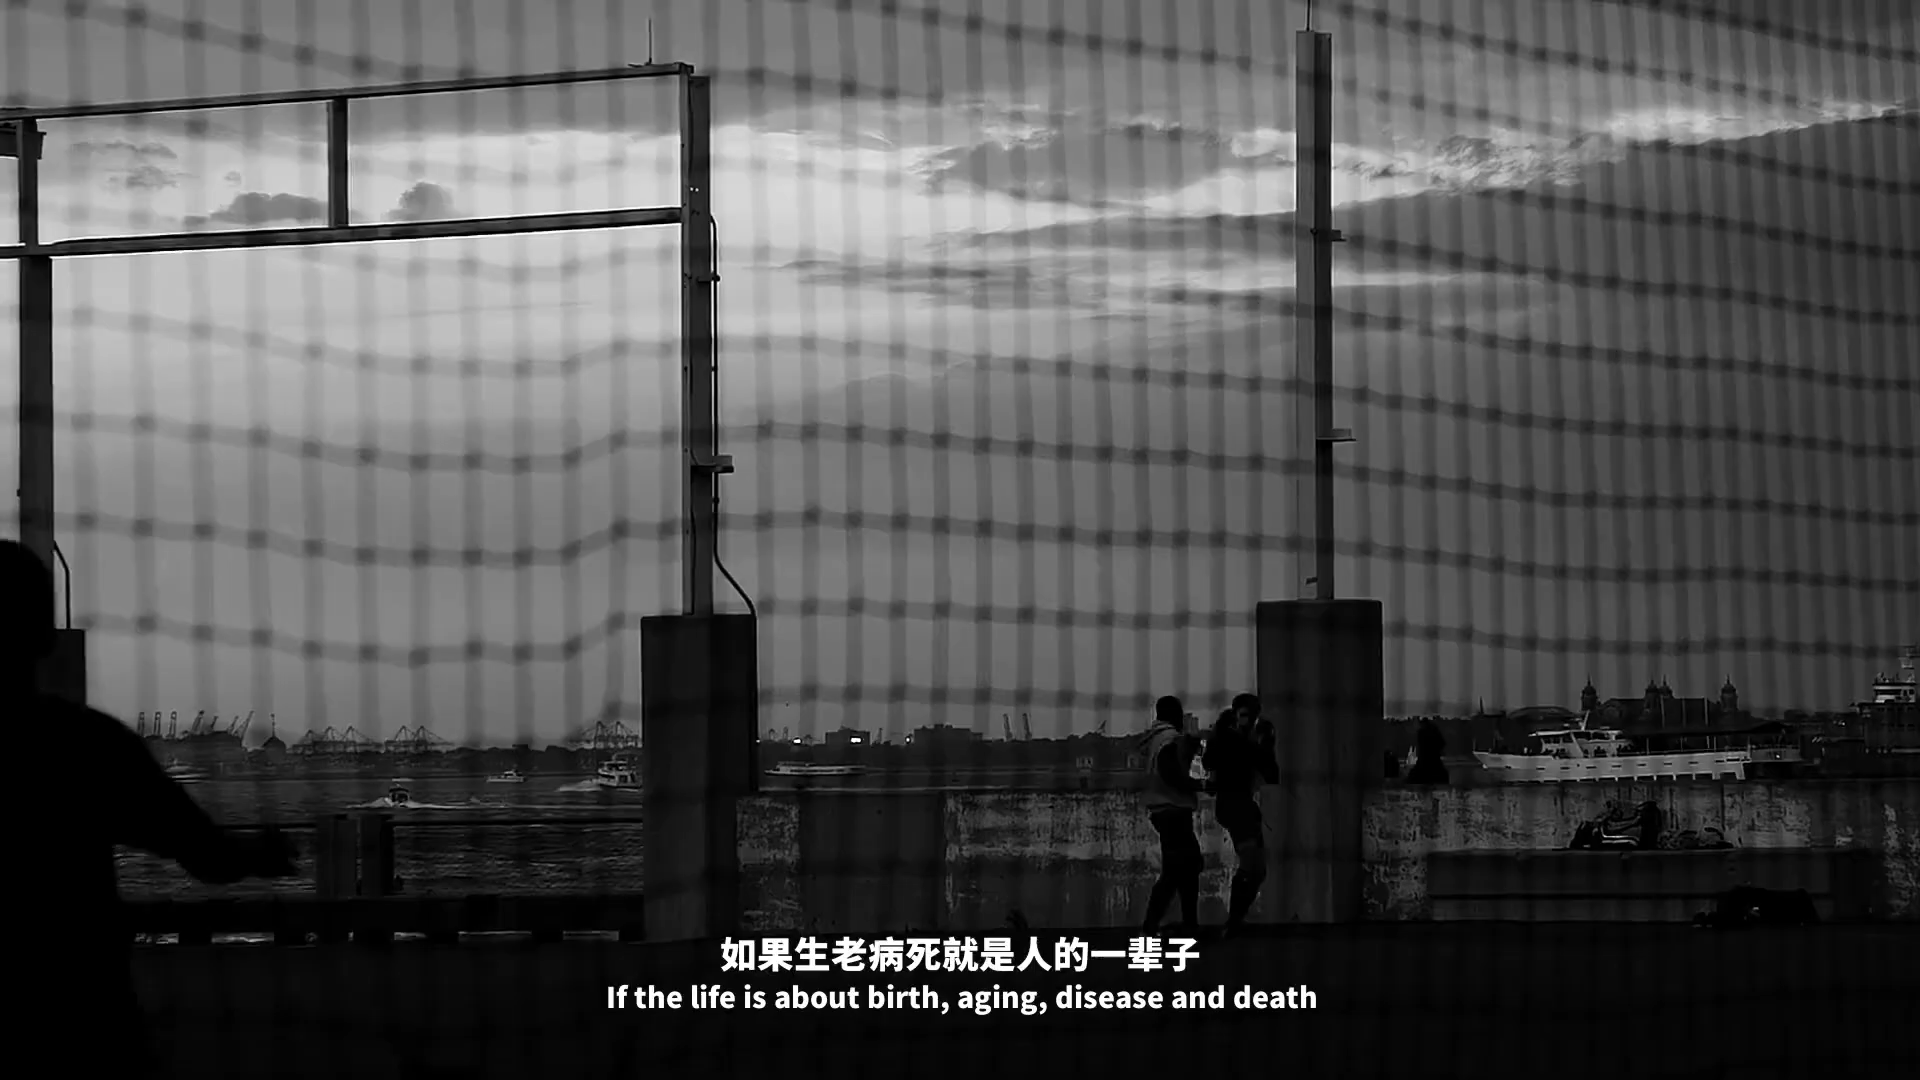 如果生老病死就是人的一辈子
If the life is about birth, aging, disease and death